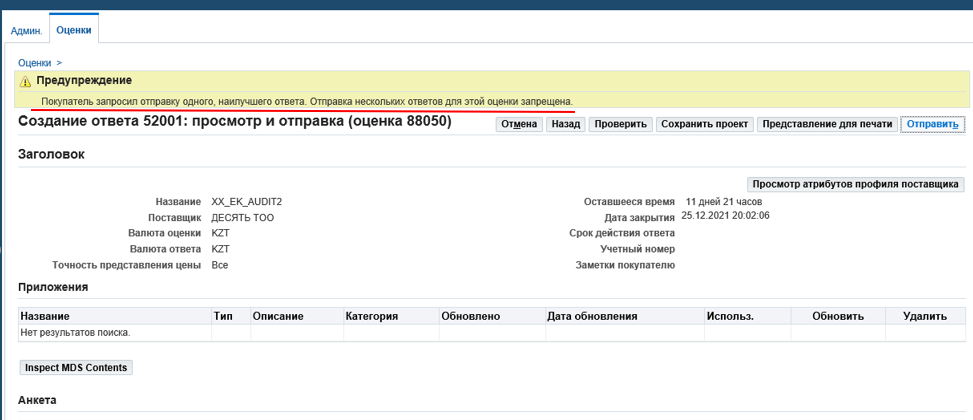 Админ. Оценки
Оценки >
Предупреждение
Покупатель запросил отправку одного, наилучшего ответа. Отправка нескольких ответов для этой оценки запрещена.
Создание ответа 52001: просмотр и отправка (оценка 88050) Отмена Назад Проверить Сохранить проект Представление для печати Отправить
Заголовок
Просмотр атрибутов профиля поставщика
Название XX_EK_AUDIT2 Оставшееся время 11 дней 21 часов
Поставщик ДЕСЯТЬ ТОО Дата закрытия 25.12.2021 20:02:06
Валюта оценки KZT Срок действия ответа
Валюта ответа KZT Учетный номер
Точность представления цены Все Заметки покупателю
Приложения
Название Тип Описание Категория Обновлено Дата обновления Использ. Обновить Удалить
Нет результатов поиска.
Inspect MDS Contents
Анкета